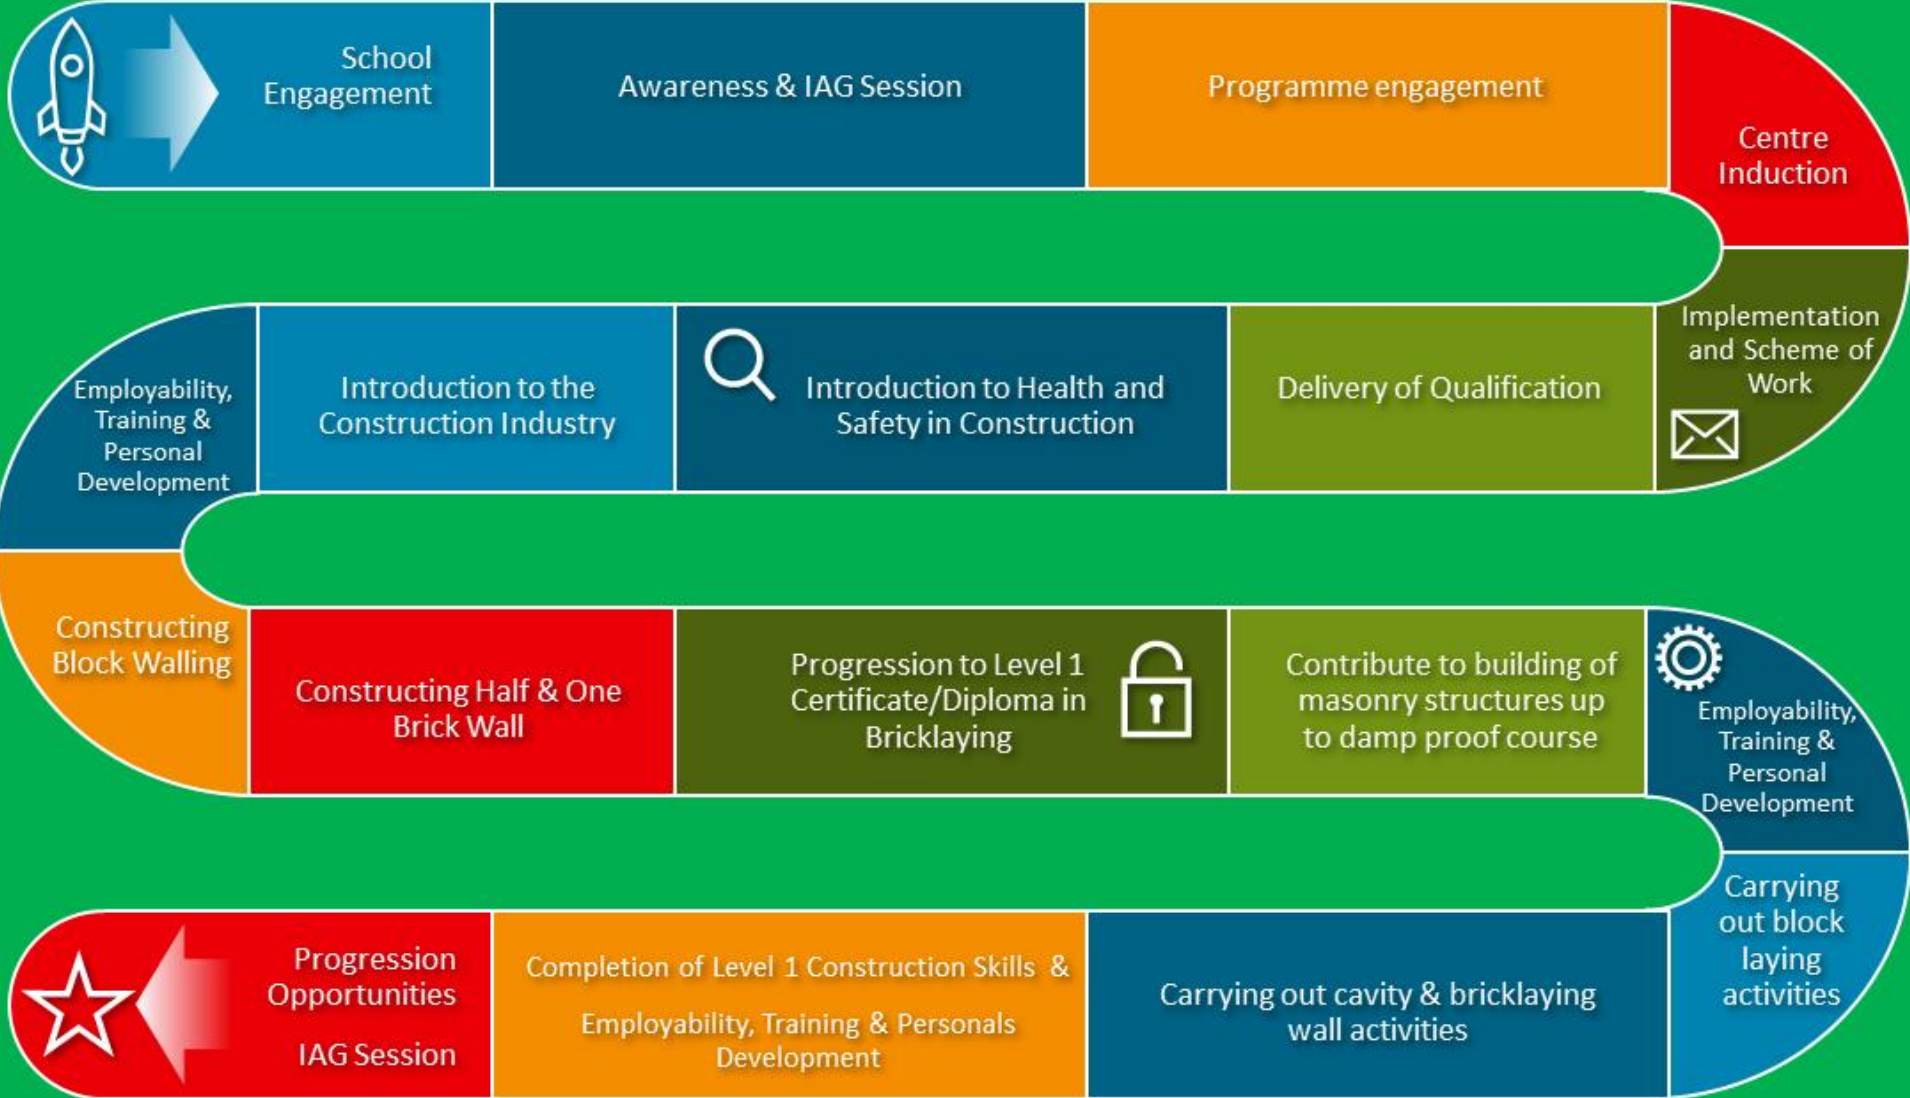 School
Engagement
Awareness & IAG Session
Programme engagement
Centre
Induction
Implementation
and Scheme of
Work
Delivery of Qualification
Introduction to Health and
Safety in Construction
Introduction to the
Construction Industry
Employability,
Training &
Personal
Development
Constructing
Block Walling
Constructing Half & One
Brick Wall
Progression to Level 1
Certificate/Diploma in
Bricklaying
Contribute to building of
masonry structures up
to damp proof course
Employability,
Training &
Personal
Development
Carrying
out block
laying
activities
Carrying out cavity & bricklaying
wall activities
Completion of Level 1 Construction Skills &
Employability, Training & Personals
Development
Progression
Opportunities
IAG Session